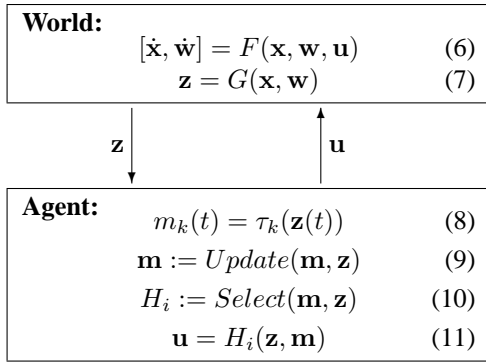 World:
[ẋ, ẇ] = F(x, w, u) (6)
z = G(x, w) (7)
z u
Agent:
m_k(t) = τ_k(z(t)) (8)
m := Update(m, z) (9)
H_i := Select(m, z) (10)
u = H_i(z, m) (11)